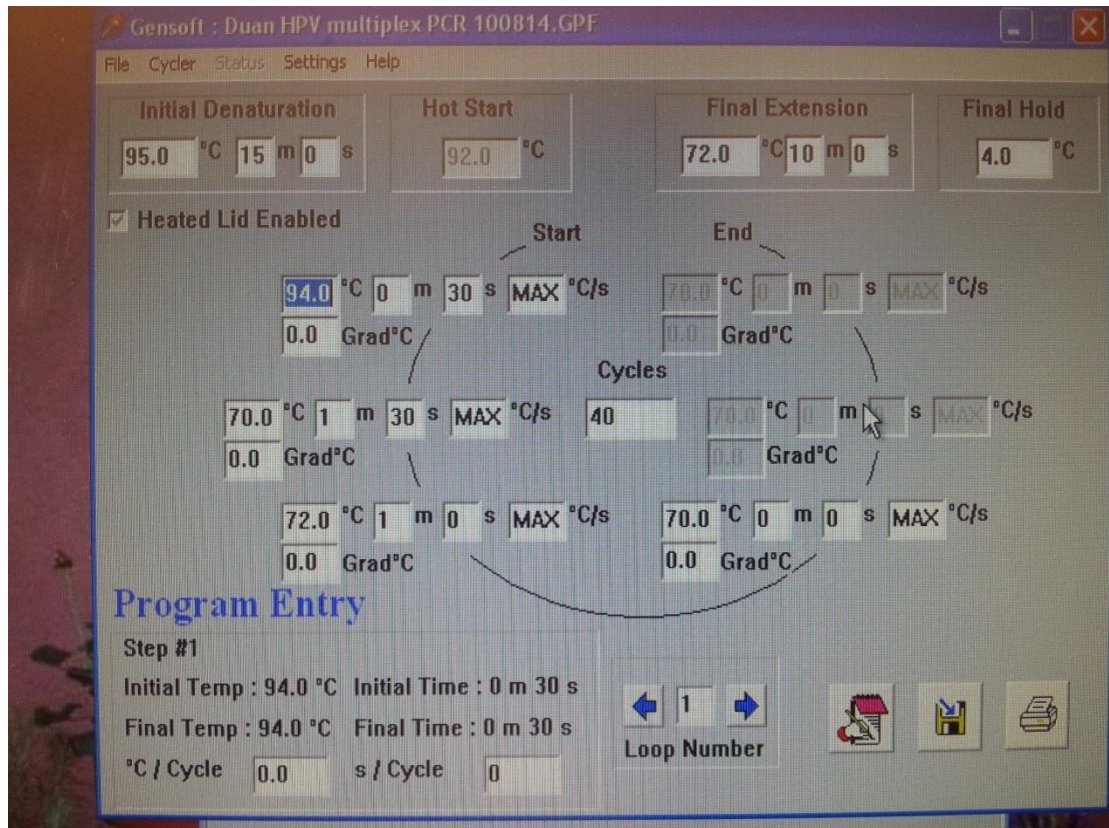 Gensoft : Duan HPV multiplex PCR 100814.GPF
File Cycler Status Settings Help
Initial Denaturation Hot Start Final Extension Final Hold
95.0 °C 15 m 0 s 92.0 °C 72.0 °C 10 m 0 s 4.0 °C
Heated Lid Enabled
Start End
94.0 °C 0 m 30 s MAX °C/s 70.0 °C 0 m 0 s MAX °C/s
0.0 Grad°C 0.0 Grad°C
Cycles
70.0 °C 1 m 30 s MAX °C/s 40 70.0 °C 0 m s MAX °C/s
0.0 Grad°C 0.0 Grad°C
72.0 °C 1 m 0 s MAX °C/s 70.0 °C 0 m 0 s MAX °C/s
0.0 Grad°C 0.0 Grad°C
Program Entry
Step #1
Initial Temp : 94.0 °C Initial Time : 0 m 30 s
Final Temp : 94.0 °C Final Time : 0 m 30 s
°C / Cycle 0.0 s / Cycle 0
1
Loop Number